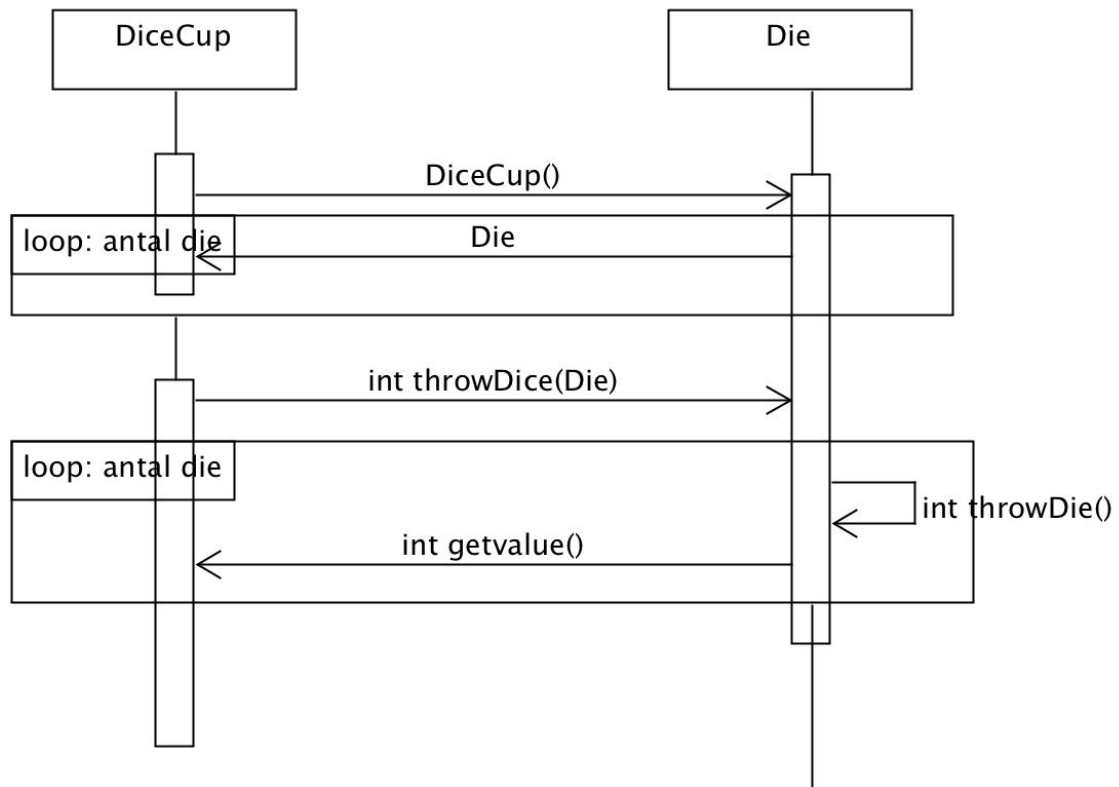 DiceCup
Die
DiceCup()
loop: antal die
Die
int throwDice(Die)
loop: antal die
int throwDie()
int getvalue()